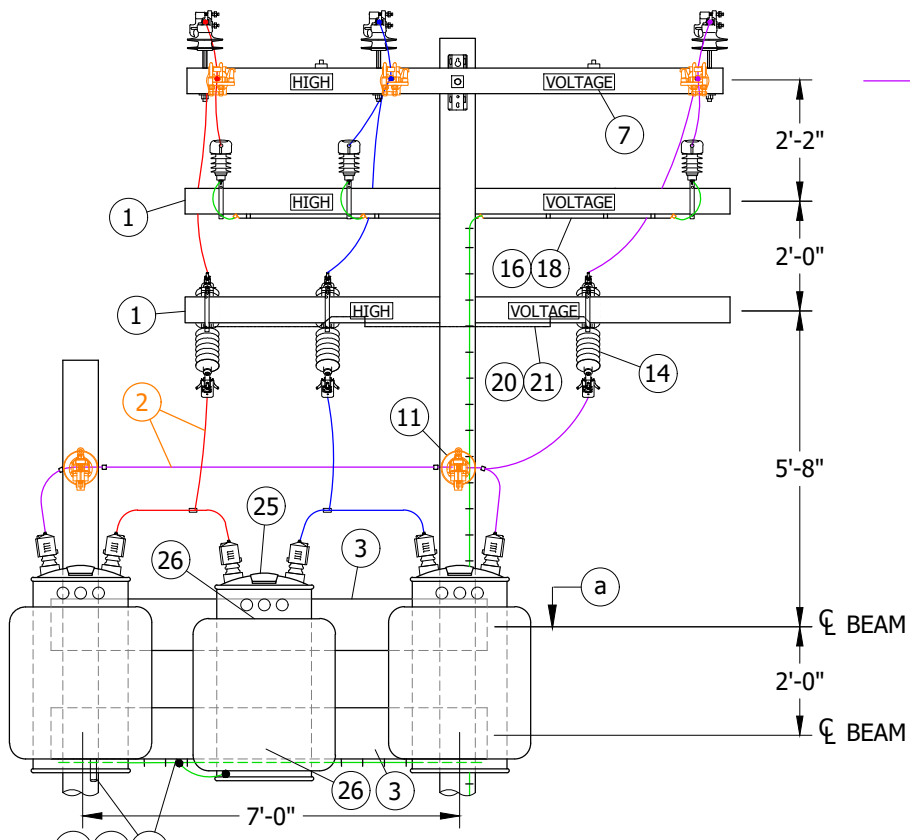 HIGH VOLTAGE
7
2'-2"
1
HIGH VOLTAGE
16 18
2'-0"
1
HIGH VOLTAGE
20 21
14
2
11
5'-8"
25
26
3
a
℄ BEAM
2'-0"
℄ BEAM
26 3
7'-0"